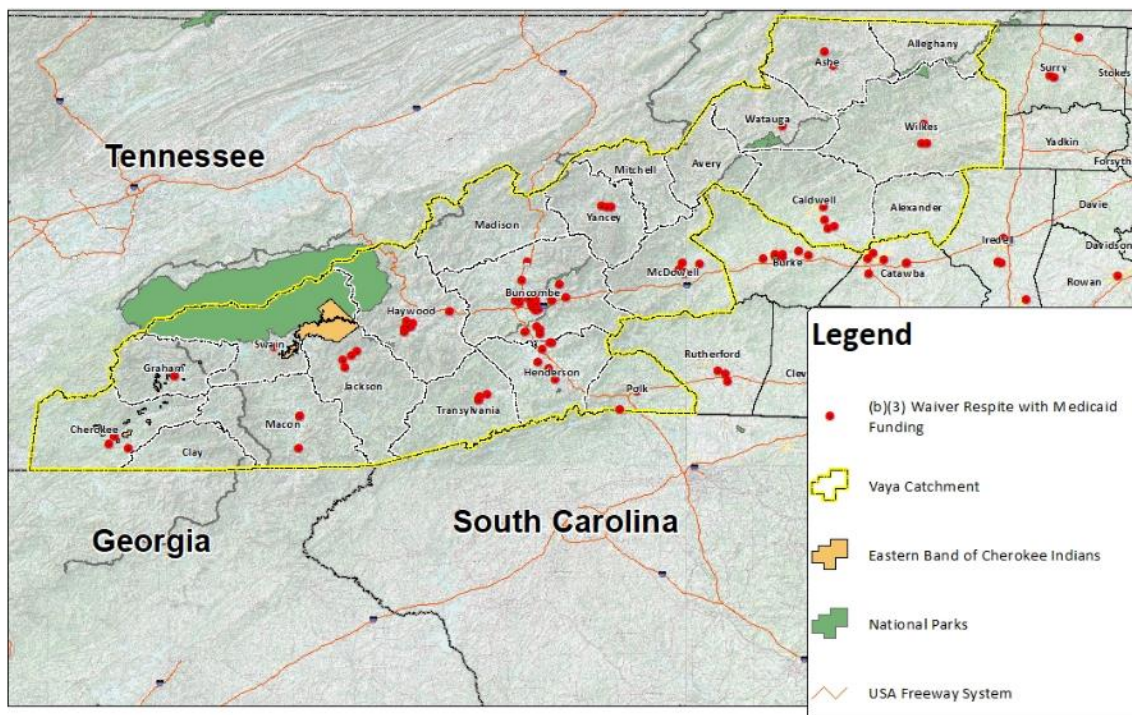 Alleghany
Ashe
Surry
Stokes
Watauga
Wilkes
Tennessee
Yadkin
Forsyth
Mitchell
Avery
Caldwell
Alexander
Davie
Yancey
Madison
Iredell
Davidson
McDowell
Burke
Catawba
Rowan
Buncombe
Haywood
Swain
Graham
Jackson
Henderson
Rutherford
Clev
Polk
Transylvania
Macon
Cherokee
Clay
Georgia
South Carolina
Legend
(b)(3) Waiver Respite with Medicaid
Funding
Vaya Catchment
Eastern Band of Cherokee Indians
National Parks
USA Freeway System